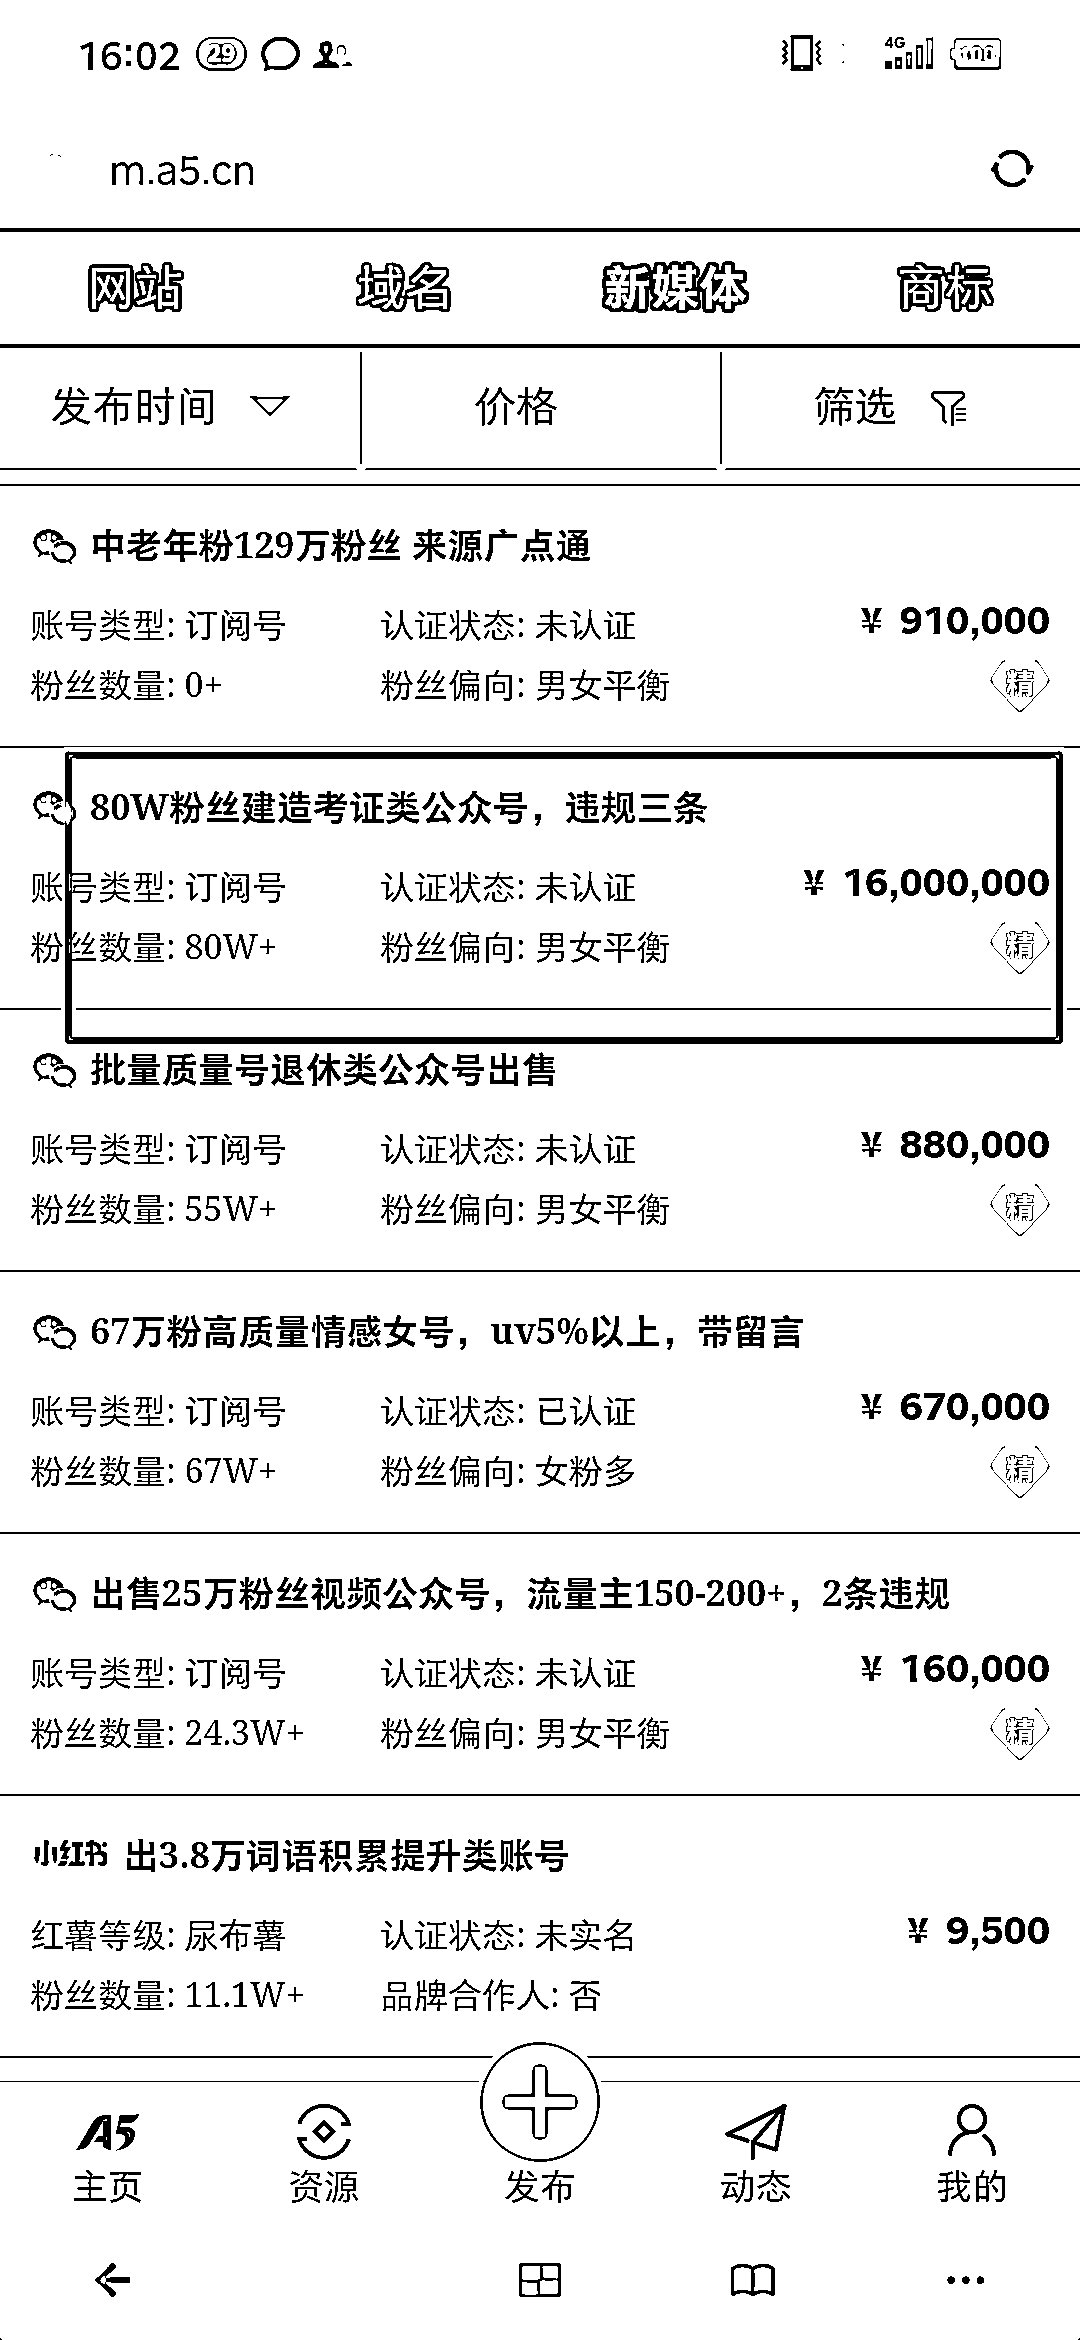 16:02 29 4G 100
m.a5.cn
网站 域名 新媒体 商标
发布时间 价格 筛选
中老年粉129万粉丝 来源广点通
账号类型: 订阅号 认证状态: 未认证 ¥ 910,000
粉丝数量: 0+ 粉丝偏向: 男女平衡 精
80W粉丝建造考证类公众号，违规三条
账号类型: 订阅号 认证状态: 未认证 ¥ 16,000,000
粉丝数量: 80W+ 粉丝偏向: 男女平衡 精
批量质量号退休类公众号出售
账号类型: 订阅号 认证状态: 未认证 ¥ 880,000
粉丝数量: 55W+ 粉丝偏向: 男女平衡 精
67万粉高质量情感女号，uv5%以上，带留言
账号类型: 订阅号 认证状态: 已认证 ¥ 670,000
粉丝数量: 67W+ 粉丝偏向: 女粉多 精
出售25万粉丝视频公众号，流量主150-200+，2条违规
账号类型: 订阅号 认证状态: 未认证 ¥ 160,000
粉丝数量: 24.3W+ 粉丝偏向: 男女平衡 精
小红书 出3.8万词语积累提升类账号
红薯等级: 尿布薯 认证状态: 未实名 ¥ 9,500
粉丝数量: 11.1W+ 品牌合作人: 否
A5
主页 资源 发布 动态 我的